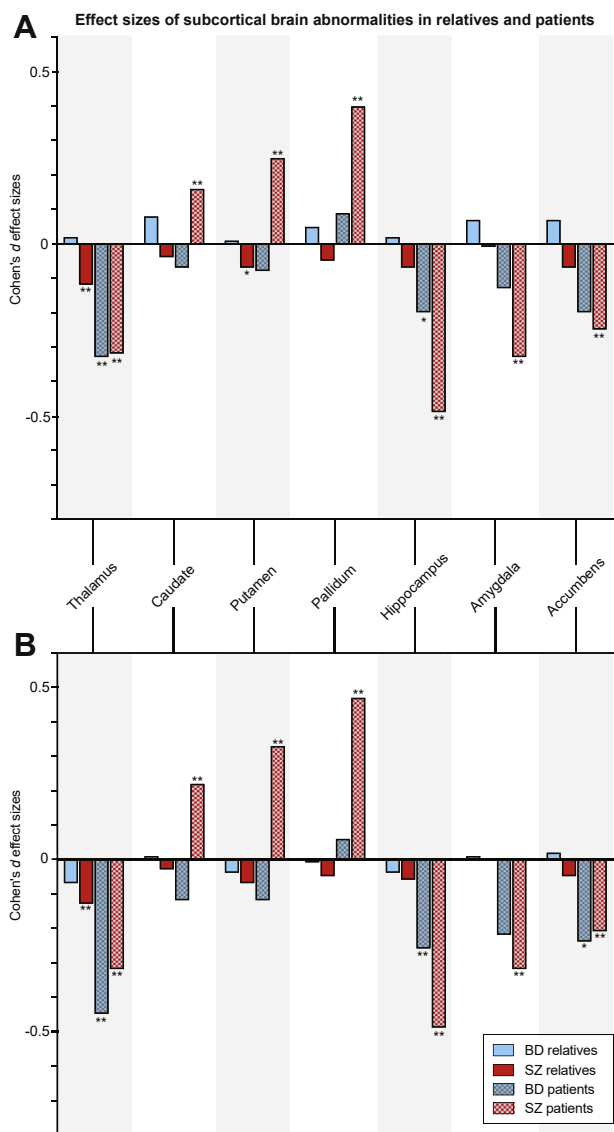 Effect sizes of subcortical brain abnormalities in relatives and patients
A
0.5
**
**
**
Cohen's d effect sizes
0
**
*
*
**
**
**
**
-0.5
**
Thalamus
Caudate
Putamen
Pallidum
Hippocampus
Amygdala
Accumbens
B
0.5
**
**
**
Cohen's d effect sizes
0
**
*
**
**
**
**
**
-0.5
**
BD relatives
SZ relatives
BD patients
SZ patients